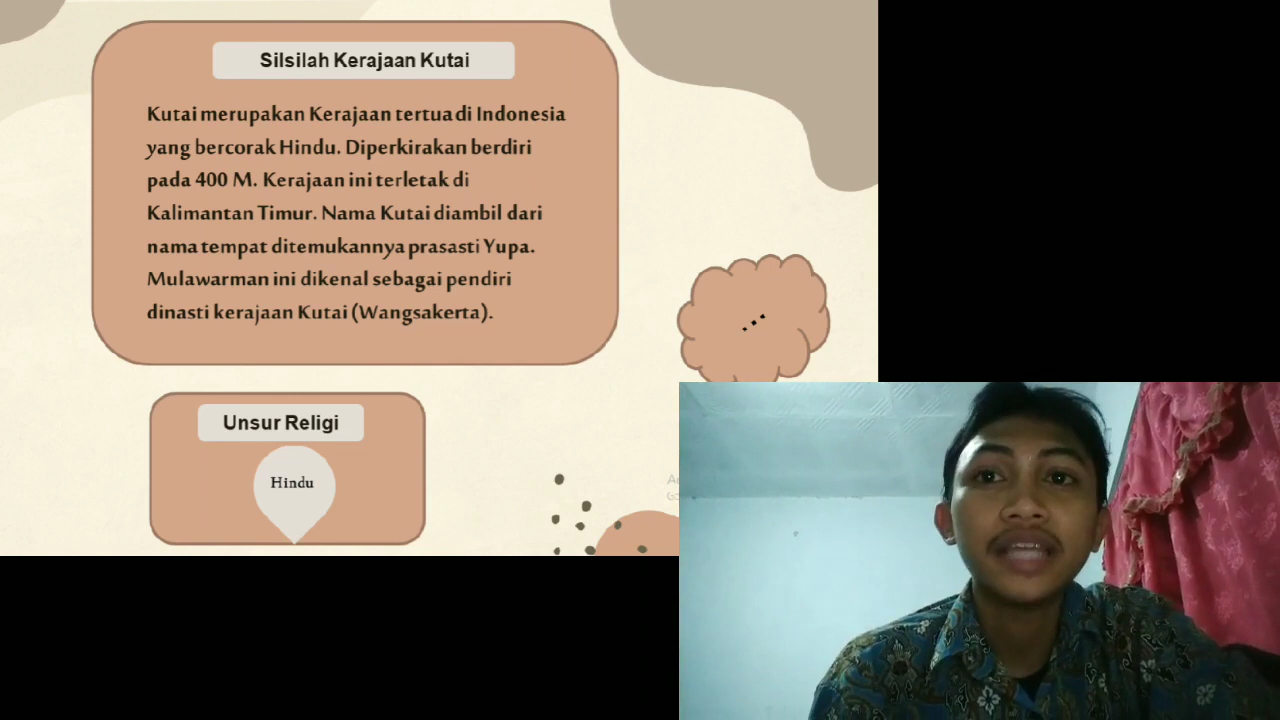 Silsilah Kerajaan Kutai
Kutai merupakan Kerajaan tertua di Indonesia
yang bercorak Hindu. Diperkirakan berdiri
pada 400 M. Kerajaan ini terletak di
Kalimantan Timur. Nama Kutai diambil dari
nama tempat ditemukannya prasasti Yupa.
Mulawarman ini dikenal sebagai pendiri
dinasti kerajaan Kutai (Wangsakerta).
...
Unsur Religi
Hindu